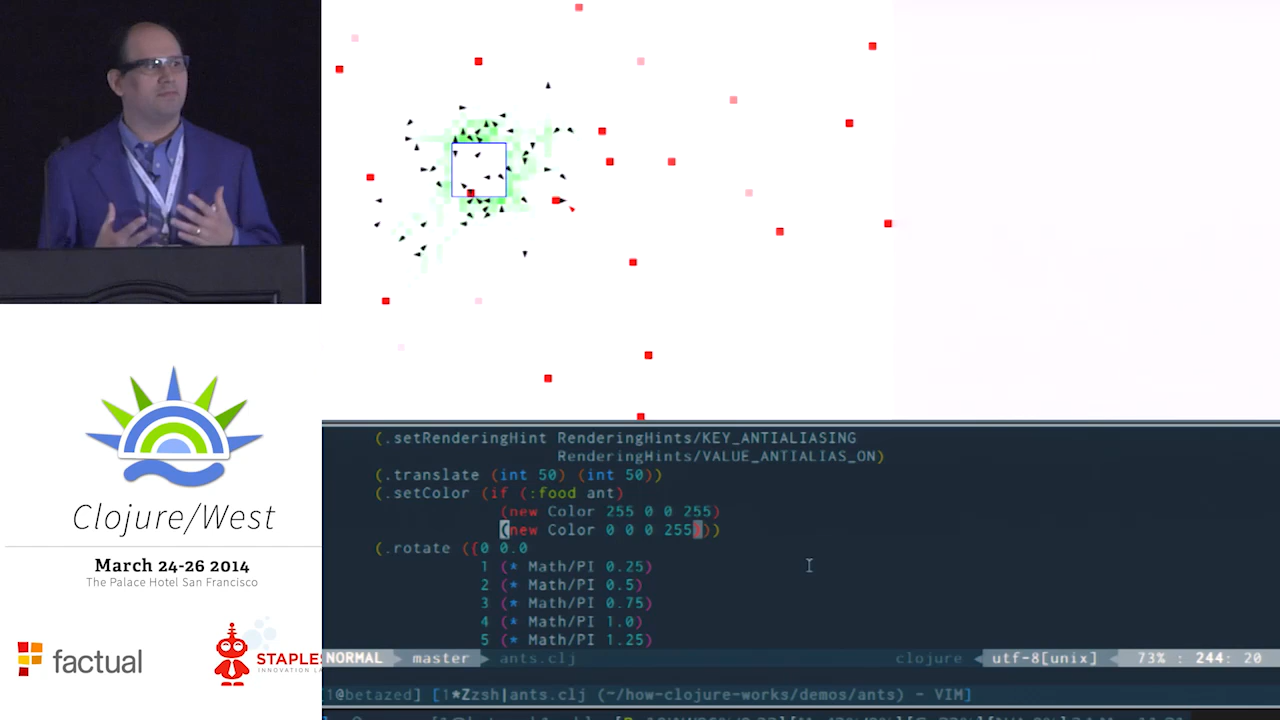 (.setRenderingHint RenderingHints/KEY_ANTIALIASING
RenderingHints/VALUE_ANTIALIAS_ON)
(.translate (int 50) (int 50))
(.setColor (if (:food ant)
(new Color 255 0 0 255)
(new Color 0 0 0 255)))
(.rotate ([0 0.0
1 (* Math/PI 0.25)
2 (* Math/PI 0.5)
3 (* Math/PI 0.75)
4 (* Math/PI 1.0)
5 (* Math/PI 1.25)
NORMAL master ants.clj clojure utf-8[unix] 73% : 244: 20
1@betazed] [1*Zzsh|ants.clj (~/how-clojure-works/demos/ants) - VIM]
Clojure/West
March 24-26 2014
The Palace Hotel San Francisco
factual
STAPLES
INNOVATION LA